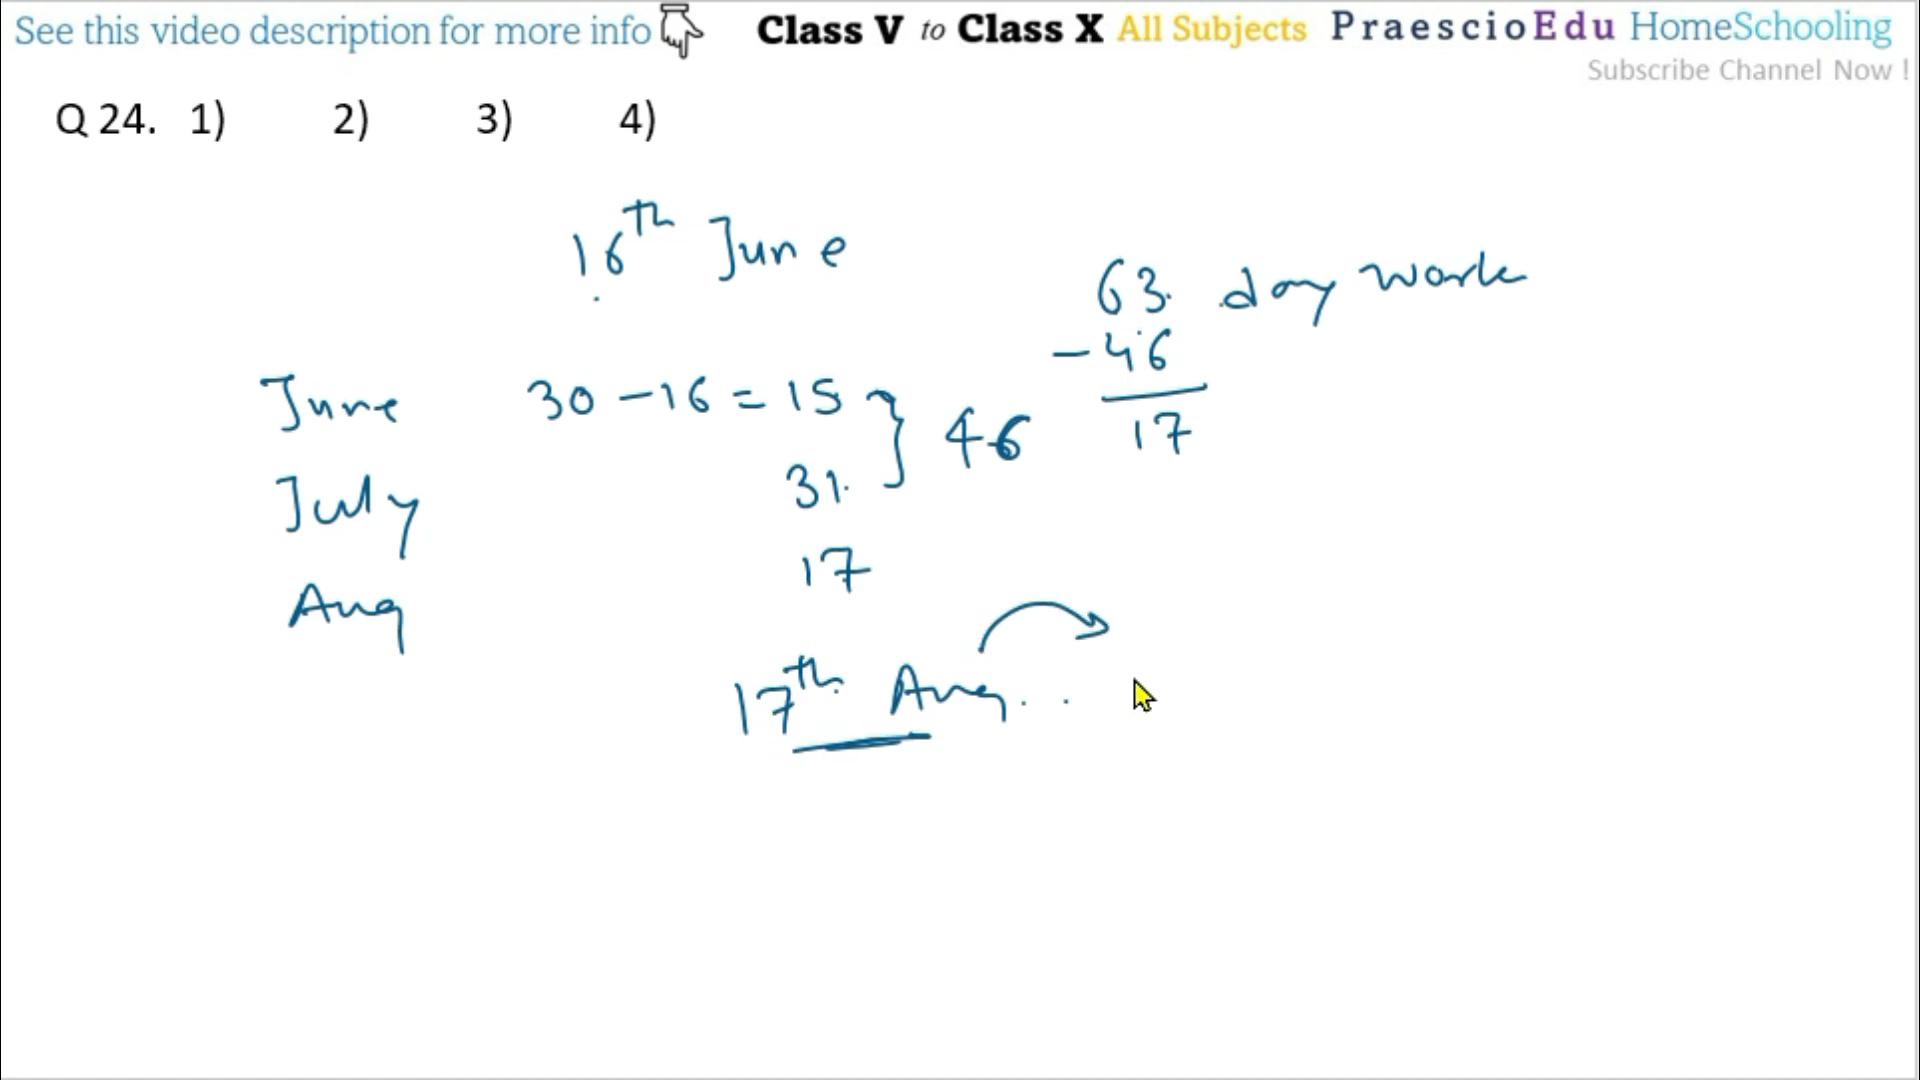 See this video description for more info Class V to Class X All Subjects PraescioEdu HomeSchooling
Subscribe Channel Now !
Q 24. 1) 2) 3) 4)
16th June
63 day work
- 46
17
June 30 - 16 = 15 } 46
July 31
Aug 17
17th Aug